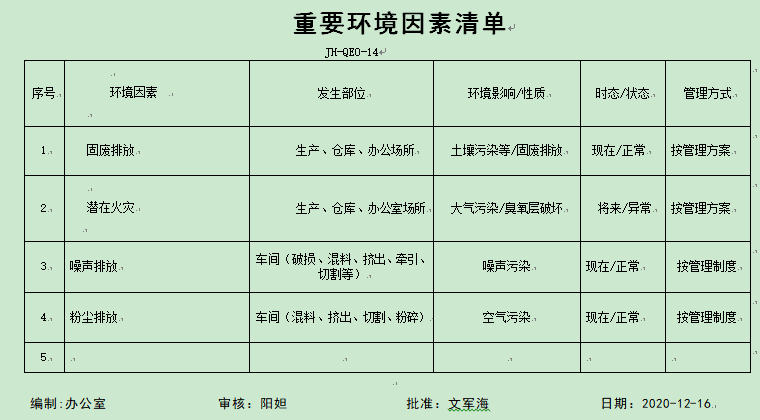 重要环境因素清单
JH-QEO-14
序号 环境因素 发生部位 环境影响/性质 时态/状态 管理方式
1. 固废排放 生产、仓库、办公场所 土壤污染等/固废排放 现在/正常 按管理方案
2. 潜在火灾 生产、仓库、办公室场所 大气污染/臭氧层破坏 将来/异常 按管理方案
3. 噪声排放 车间（破损、混料、挤出、牵引、
切割等） 噪声污染 现在/正常 按管理制度
4. 粉尘排放 车间（混料、挤出、切割、粉碎） 空气污染 现在/正常 按管理制度
5.
编制:办公室 审核：阳妲 批准：文军海 日期：2020-12-16